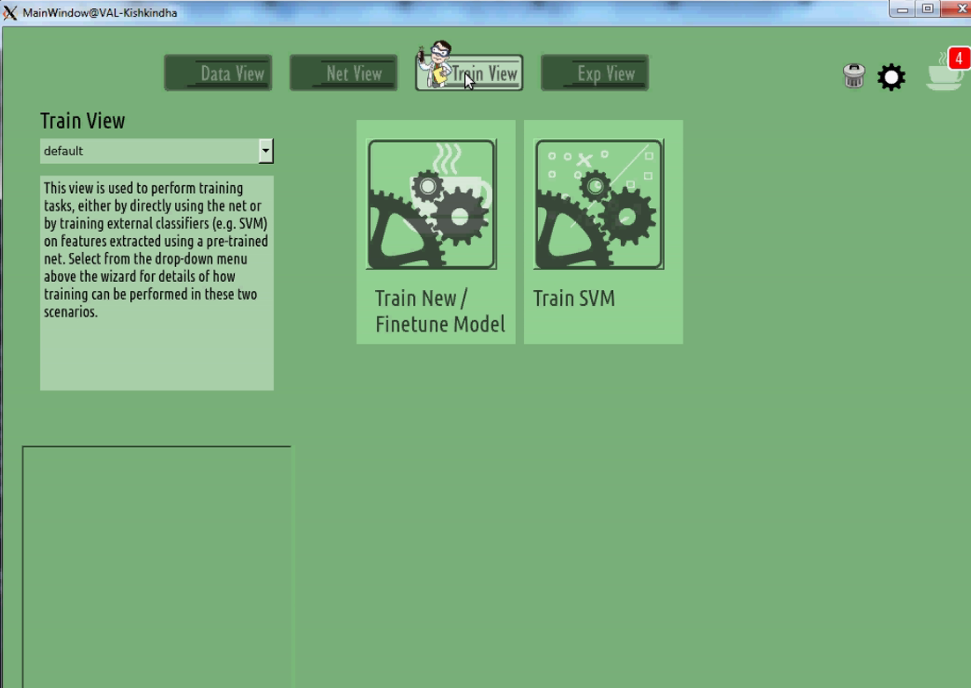 MainWindow@VAL-Kishkindha
Data View
Net View
Train View
Exp View
4
Train View
default
This view is used to perform training
tasks, either by directly using the net or
by training external classifiers (e.g. SVM)
on features extracted using a pre-trained
net. Select from the drop-down menu
above the wizard for details of how
training can be performed in these two
scenarios.
Train New /
Finetune Model
Train SVM